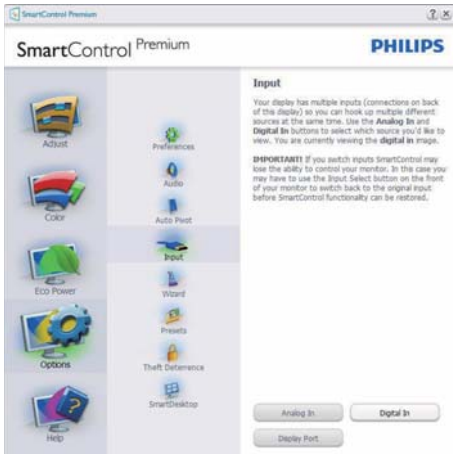 SmartControl Premium
SmartControl Premium
PHILIPS
Adjust
Color
Eco Power
Options
Help
Preferences
Audio
Auto Pivot
Input
Wizard
Presets
Theft Deterrence
SmartDesktop
Input
Your display has multiple inputs (connections on back
of this display) so you can hook up multiple different
sources at the same time. Use the Analog In and
Digital In buttons to select which source you'd like to
view. You are currently viewing the digital in image.
IMPORTANT! If you switch inputs SmartControl may
lose the ability to control your monitor. In this case you
may have to use the Input Select button on the front
of your monitor to switch back to the original input
before SmartControl functionality can be restored.
Analog In
Digital In
Display Port